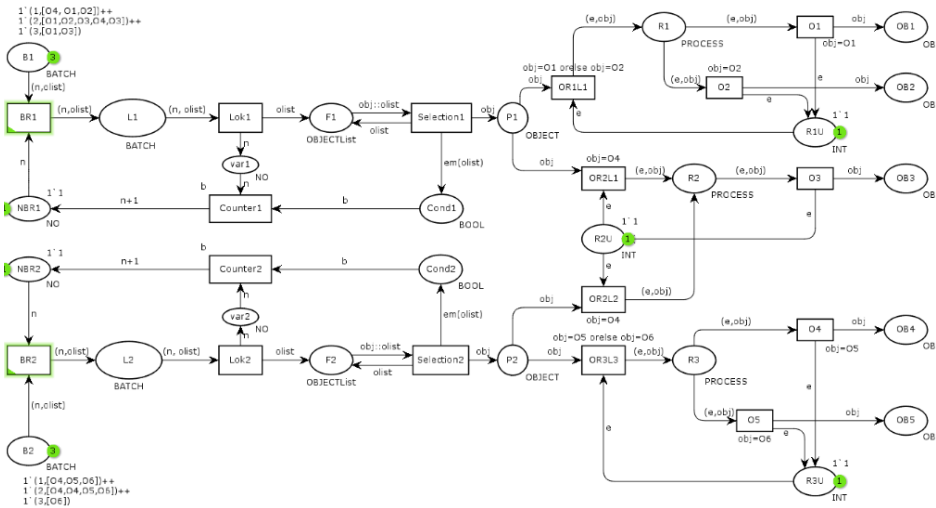 1`(1,[O4, O1,O2])++
1`(2,[O1,O2,O3,O4,O3])++
1`(3,[O1,O3)
B1
3
BATCH
(n,olist)
BR1
(n,olist)
L1
BATCH
(n, olist)
Lok1
olist
F1
OBJECTList
obj::olist
olist
Selection1
obj
P1
OBJECT
obj=O1 orelse obj=O2
obj
OR1L1
e
(e,obj)
R1
PROCESS
(e,obj)
O1
obj=O1
obj
OB1
OB
(e,obj)
obj=O2
O2
e
e
obj
OB2
OB
1`1
R1U
1
INT
n
var1
NO
n
em(olist)
obj
obj=O4
OR2L1
(e,obj)
R2
PROCESS
(e,obj)
O3
obj
OB3
OB
n
1`1
NBR1
NO
n+1
b
Counter1
b
Cond1
BOOL
e
R2U
1`1
1
INT
e
e
1`1
NBR2
NO
n+1
b
Counter2
b
Cond2
BOOL
n
n
var2
NO
n
em(olist)
obj
OR2L2
obj=O4
(e,obj)
BR2
(n,olist)
L2
BATCH
(n, olist)
Lok2
olist
F2
OBJECTList
obj::olist
olist
Selection2
obj
P2
OBJECT
obj=O5 orelse obj=O6
obj
OR3L3
(e,obj)
R3
PROCESS
(e,obj)
O4
obj=O5
obj
OB4
OB
(e,obj)
O5
obj=O6
e
e
obj
OB5
OB
e
(n,olist)
B2
3
BATCH
1`1
R3U
1
INT
1`(1,[O4,O5,O6])++
1`(2,[O4,O4,O5,O6])++
1`(3,[O6])